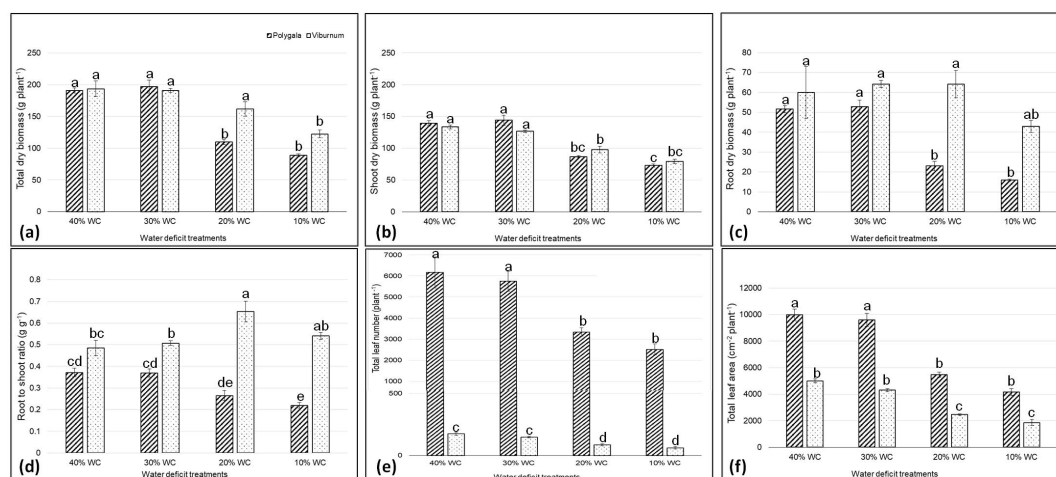 Polygala Viburnum
Total dry biomass (g plant⁻¹)
250
200
150
100
50
0
a a a a b a b b
40% WC 30% WC 20% WC 10% WC
(a) Water deficit treatments
Shoot dry biomass (g plant⁻¹)
250
200
150
100
50
0
a a a a bc b c bc
40% WC 30% WC 20% WC 10% WC
(b) Water deficit treatments
Root dry biomass (g plant⁻¹)
80
70
60
50
40
30
20
10
0
a a a a b a b ab
40% WC 30% WC 20% WC 10% WC
(c) Water deficit treatments
Root to shoot ratio (g g⁻¹)
0.8
0.7
0.6
0.5
0.4
0.3
0.2
0.1
0
cd bc cd b de a e ab
40% WC 30% WC 20% WC 10% WC
(d) Water deficit treatments
Total leaf number (plant⁻¹)
7000
6000
5000
4000
3000
2000
1000
500
0
a c a c b d b d
40% WC 30% WC 20% WC 10% WC
(e) Water deficit treatments
Total leaf area (cm⁻² plant⁻¹)
12000
10000
8000
6000
4000
2000
0
a b a b b c b c
40% WC 30% WC 20% WC 10% WC
(f) Water deficit treatments